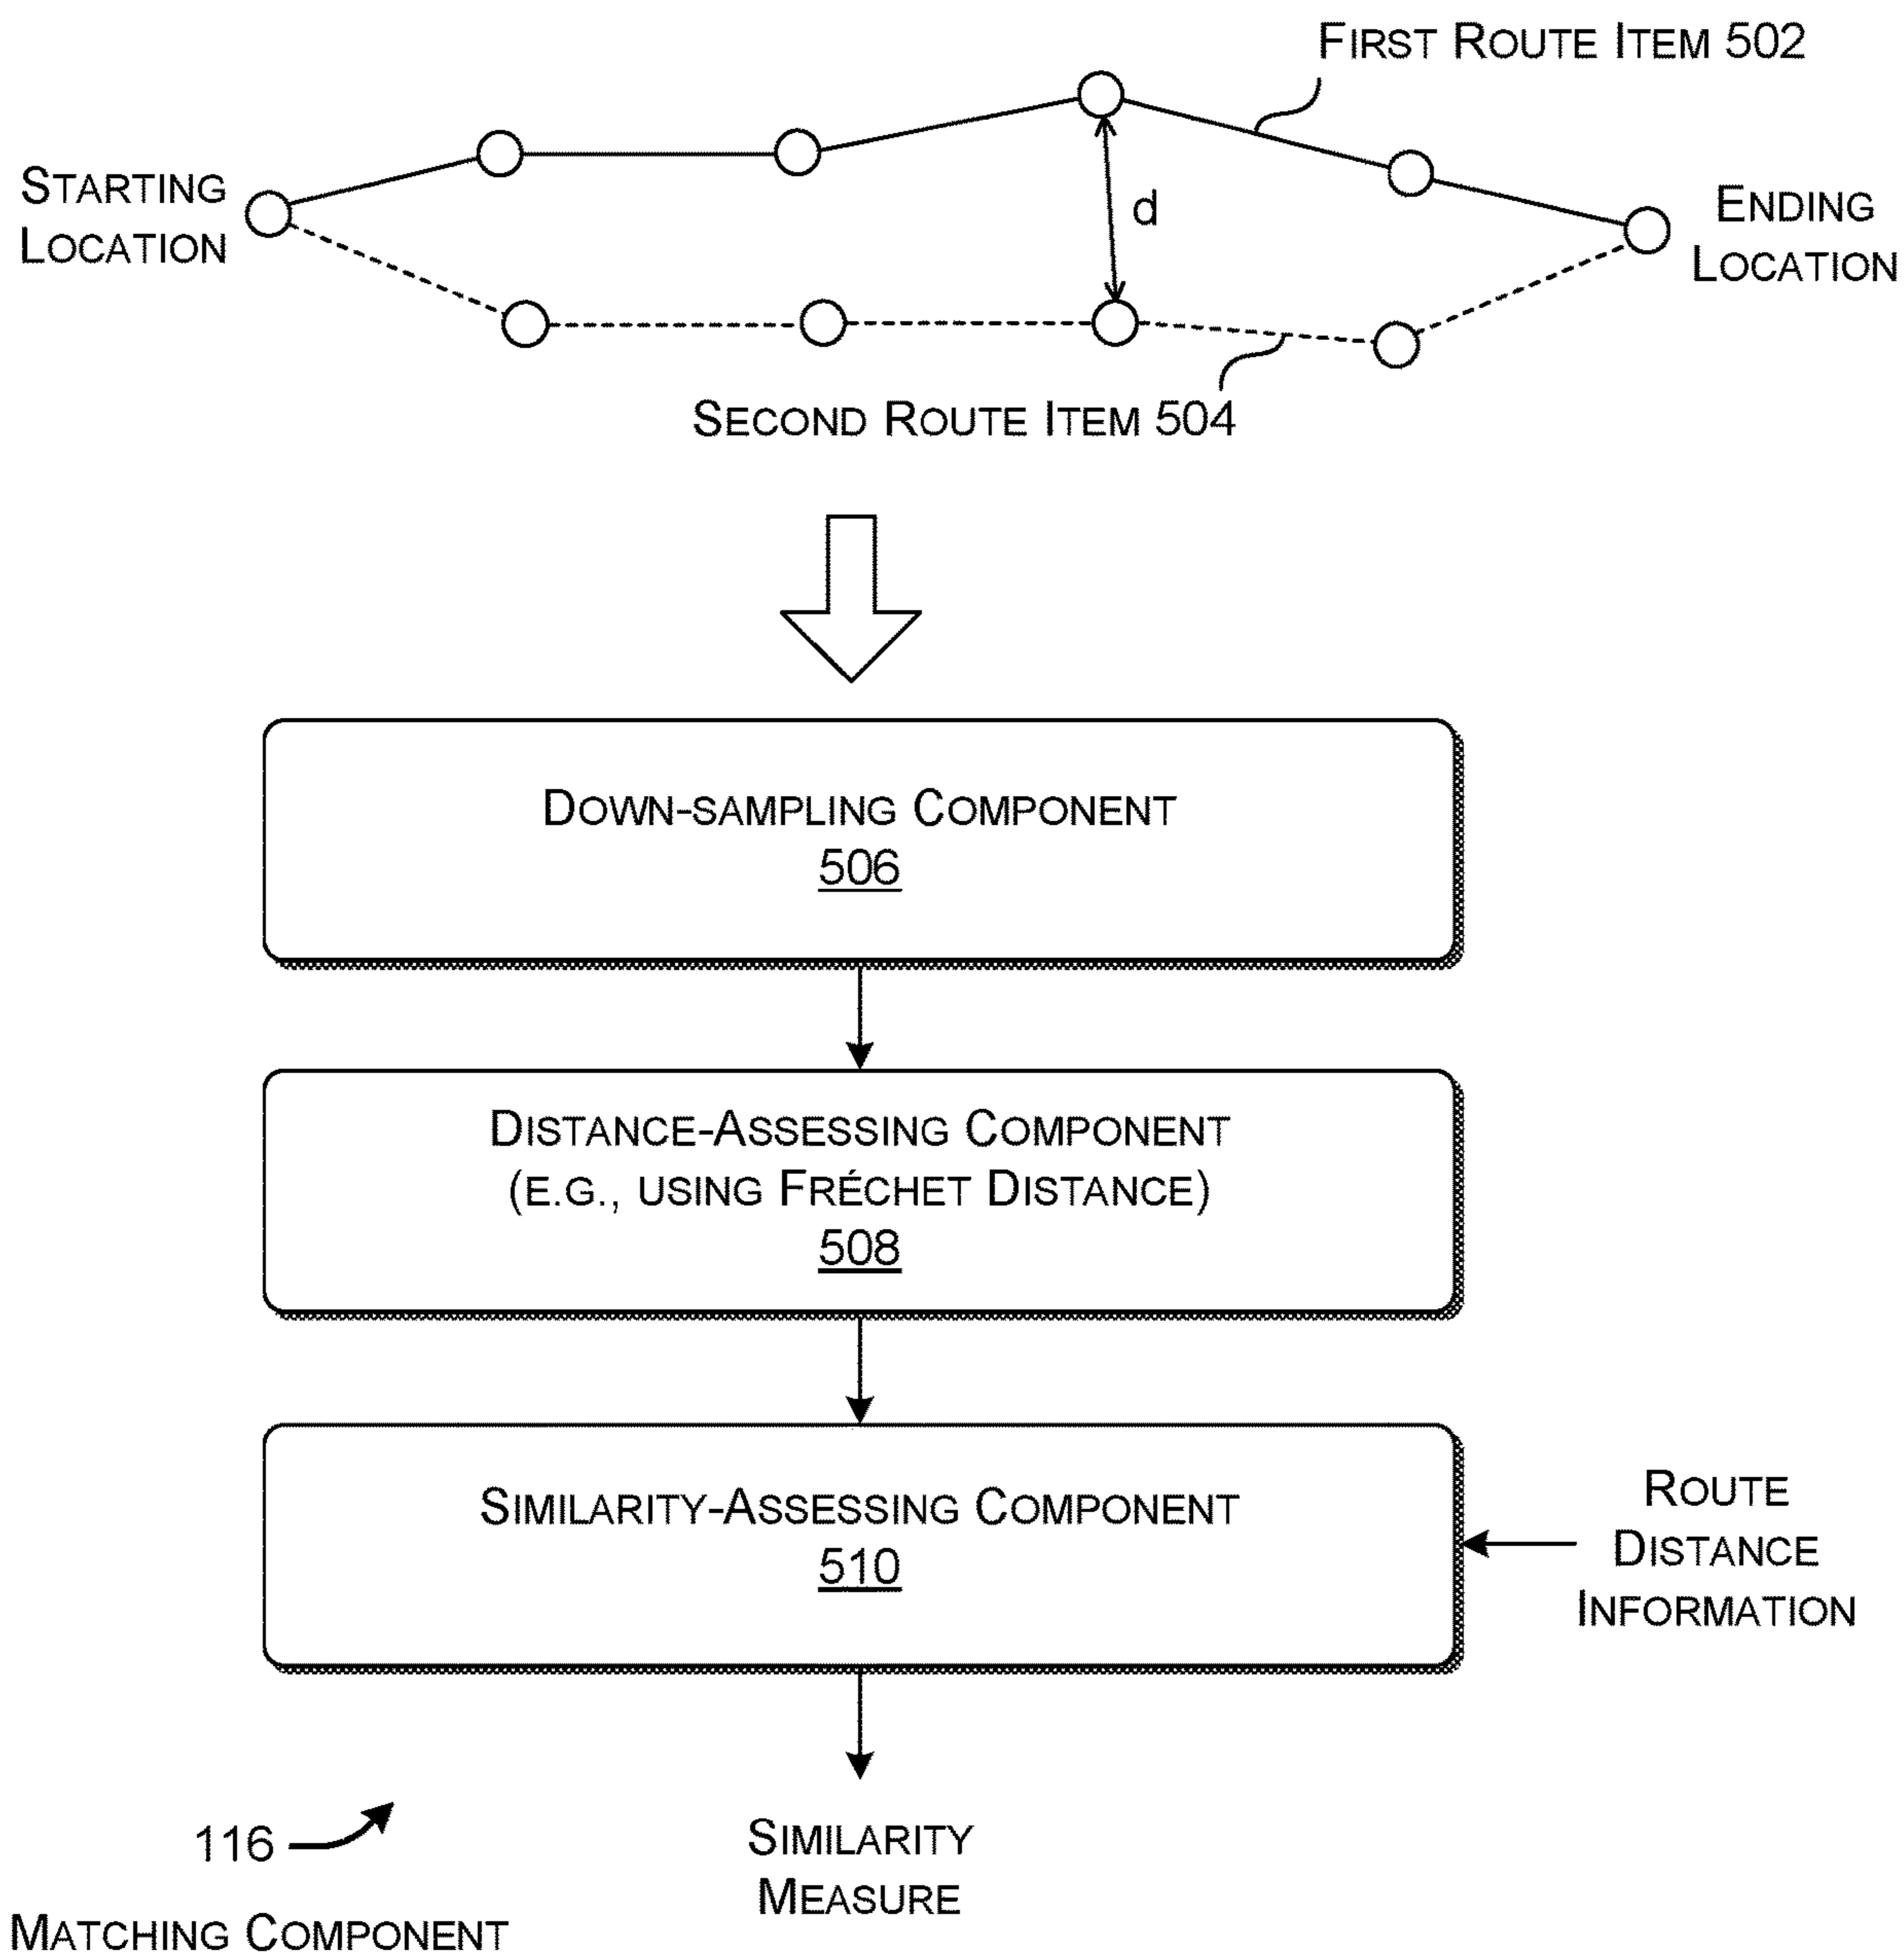 FIRST ROUTE ITEM 502
STARTING
LOCATION
d
ENDING
LOCATION
SECOND ROUTE ITEM 504
DOWN-SAMPLING COMPONENT
506
DISTANCE-ASSESSING COMPONENT
(E.G., USING FRÉCHET DISTANCE)
508
SIMILARITY-ASSESSING COMPONENT
510
ROUTE
DISTANCE
INFORMATION
SIMILARITY
MEASURE
116
MATCHING COMPONENT